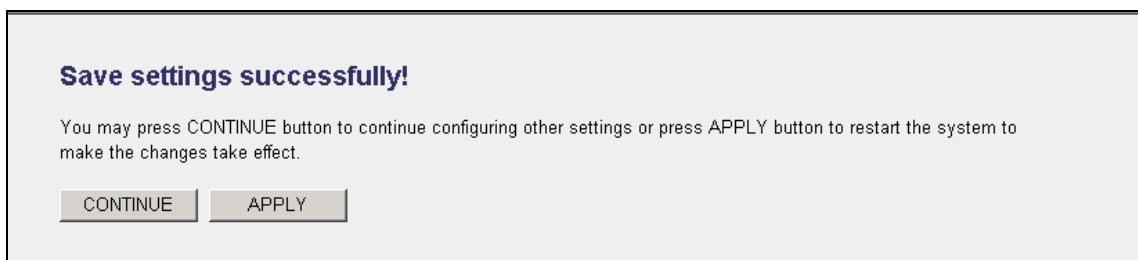 Save settings successfully!
You may press CONTINUE button to continue configuring other settings or press APPLY button to restart the system to
make the changes take effect.
CONTINUE APPLY